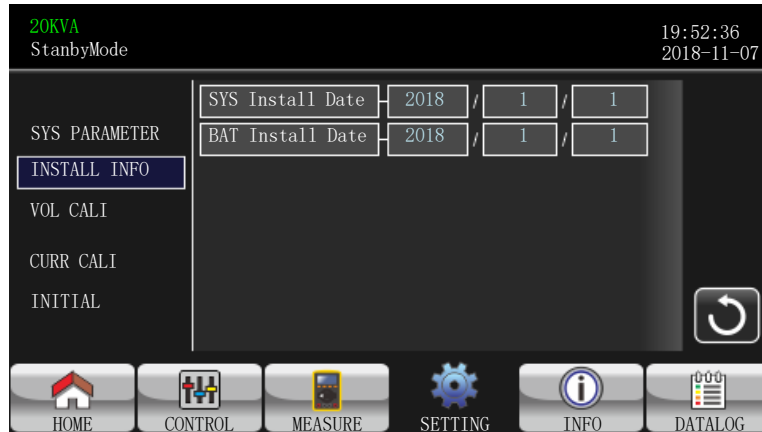 20KVA
StanbyMode
19:52:36
2018-11-07
SYS PARAMETER
INSTALL INFO
VOL CALI
CURR CALI
INITIAL
SYS Install Date 2018 / 1 / 1
BAT Install Date 2018 / 1 / 1
HOME CONTROL MEASURE SETTING INFO DATALOG